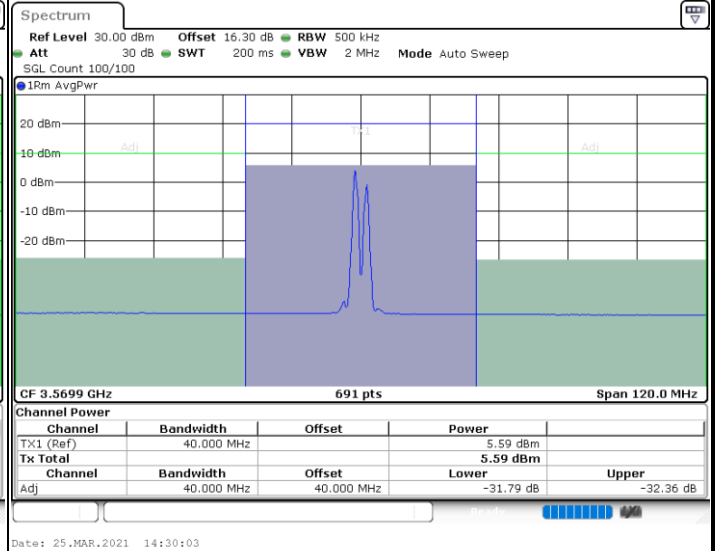 Spectrum
Ref Level 30.00 dBm Offset 16.30 dB RBW 500 kHz
Att 30 dB SWT 200 ms VBW 2 MHz Mode Auto Sweep
SGL Count 100/100
1Rm AvgPwr
20 dBm
TX1
Adj Adj
10 dBm
0 dBm
-10 dBm
-20 dBm
CF 3.5699 GHz 691 pts Span 120.0 MHz
Channel Power
Channel Bandwidth Offset Power
TX1 (Ref) 40.000 MHz 5.59 dBm
Tx Total 5.59 dBm
Channel Bandwidth Offset Lower Upper
Adj 40.000 MHz 40.000 MHz -31.79 dB -32.36 dB
Ready
Date: 25.MAR.2021 14:30:03